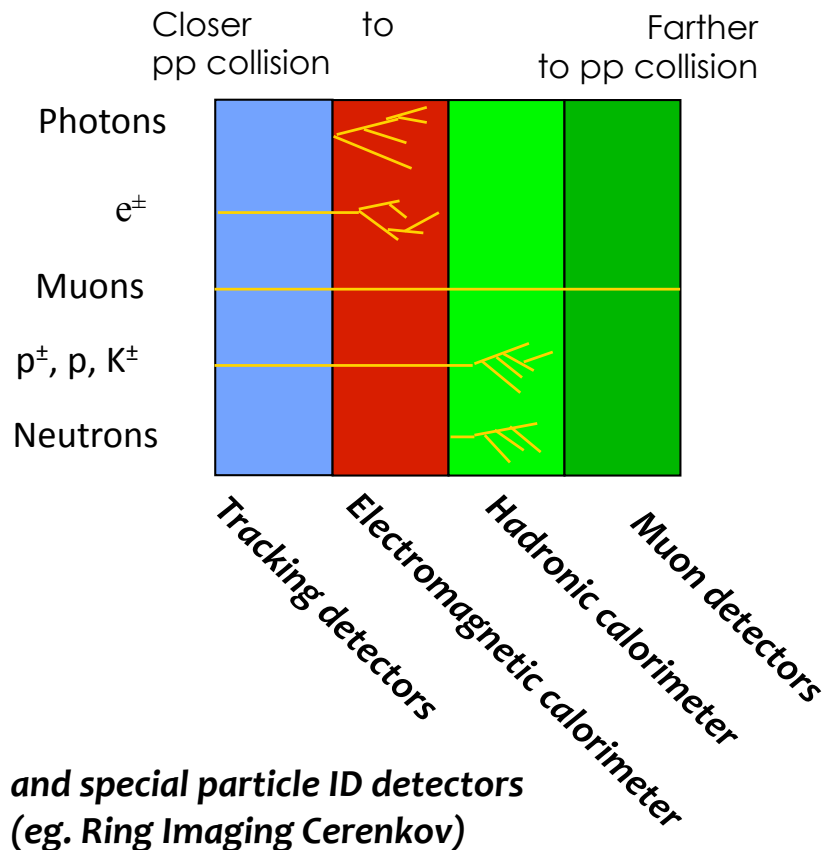 Closer to Farther
pp collision to pp collision
Photons
e±
Muons
p±, p, K±
Neutrons
Tracking detectors
Electromagnetic calorimeter
Hadronic calorimeter
Muon detectors
and special particle ID detectors
(eg. Ring Imaging Cerenkov)